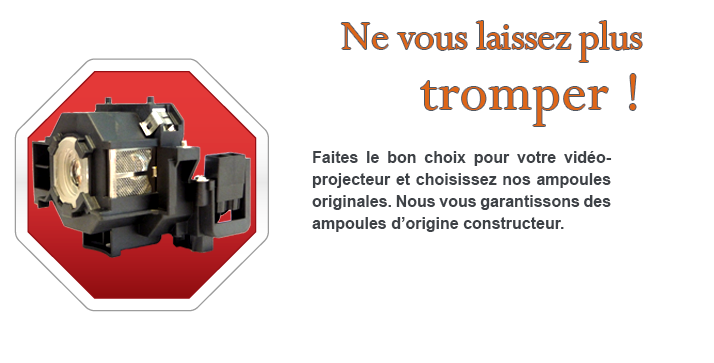 Ne vous laissez plus
tromper !
Faites le bon choix pour votre vidéo-
projecteur et choisissez nos ampoules
originales. Nous vous garantissons des
ampoules d’origine constructeur.